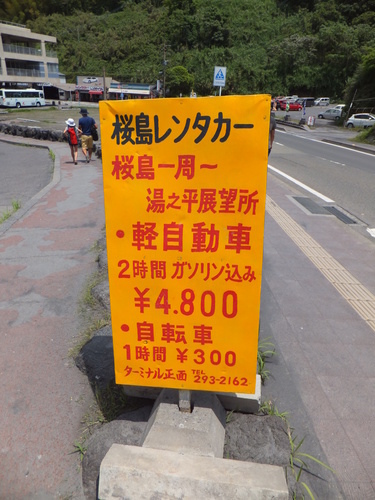 桜島レンタカー
桜島一周〜
湯之平展望所
・軽自動車
2時間 ガソリン込み
¥4.800
・自転車
1時間 ¥300
ターミナル正面 TEL 293-2162